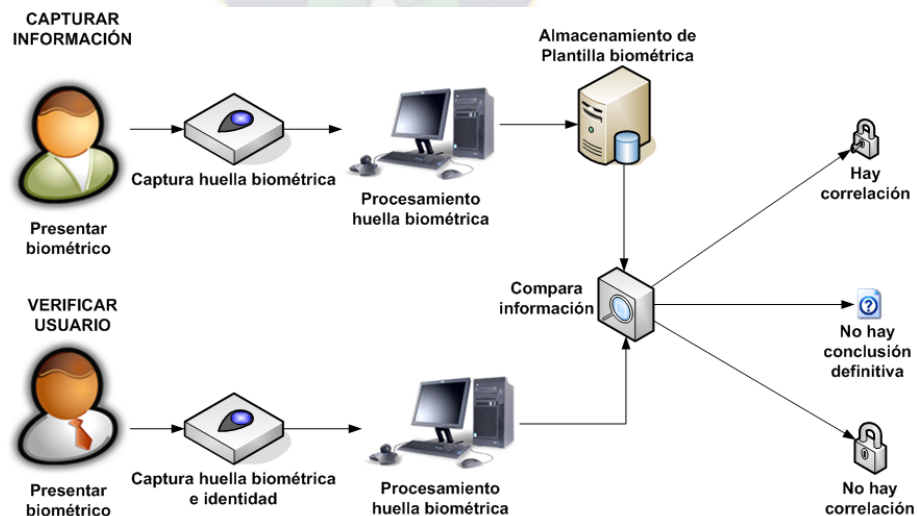 CAPTURAR
INFORMACIÓN
Presentar
biométrico
Captura huella biométrica
Procesamiento
huella biométrica
Almacenamiento de
Plantilla biométrica
Hay
correlación
Compara
información
No hay
conclusión
definitiva
No hay
correlación
VERIFICAR
USUARIO
Presentar
biométrico
Captura huella biométrica
e identidad
Procesamiento
huella biométrica